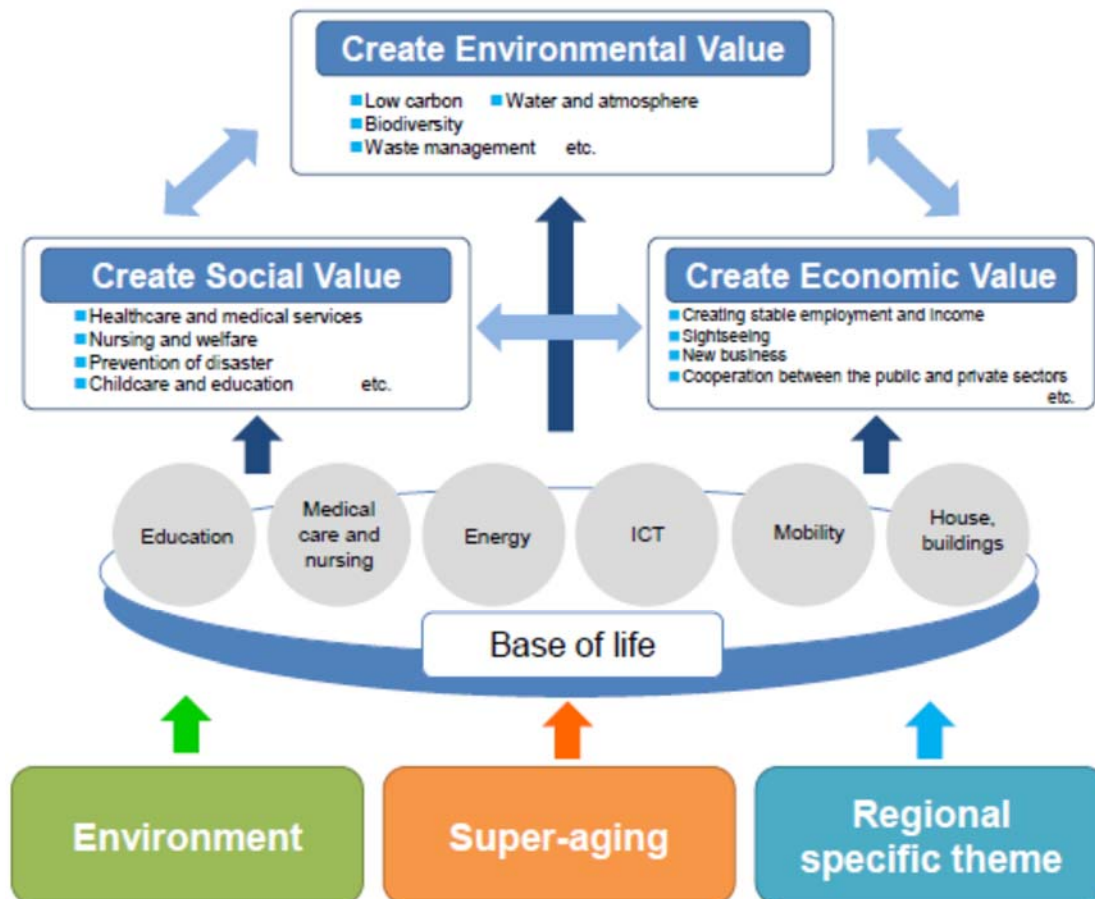 Create Environmental Value
Low carbon Water and atmosphere
Biodiversity
Waste management etc.
Create Social Value
Healthcare and medical services
Nursing and welfare
Prevention of disaster
Childcare and education etc.
Create Economic Value
Creating stable employment and income
Sightseeing
New business
Cooperation between the public and private sectors
etc.
Education
Medical
care and
nursing
Energy
ICT
Mobility
House,
buildings
Base of life
Environment
Super-aging
Regional
specific theme